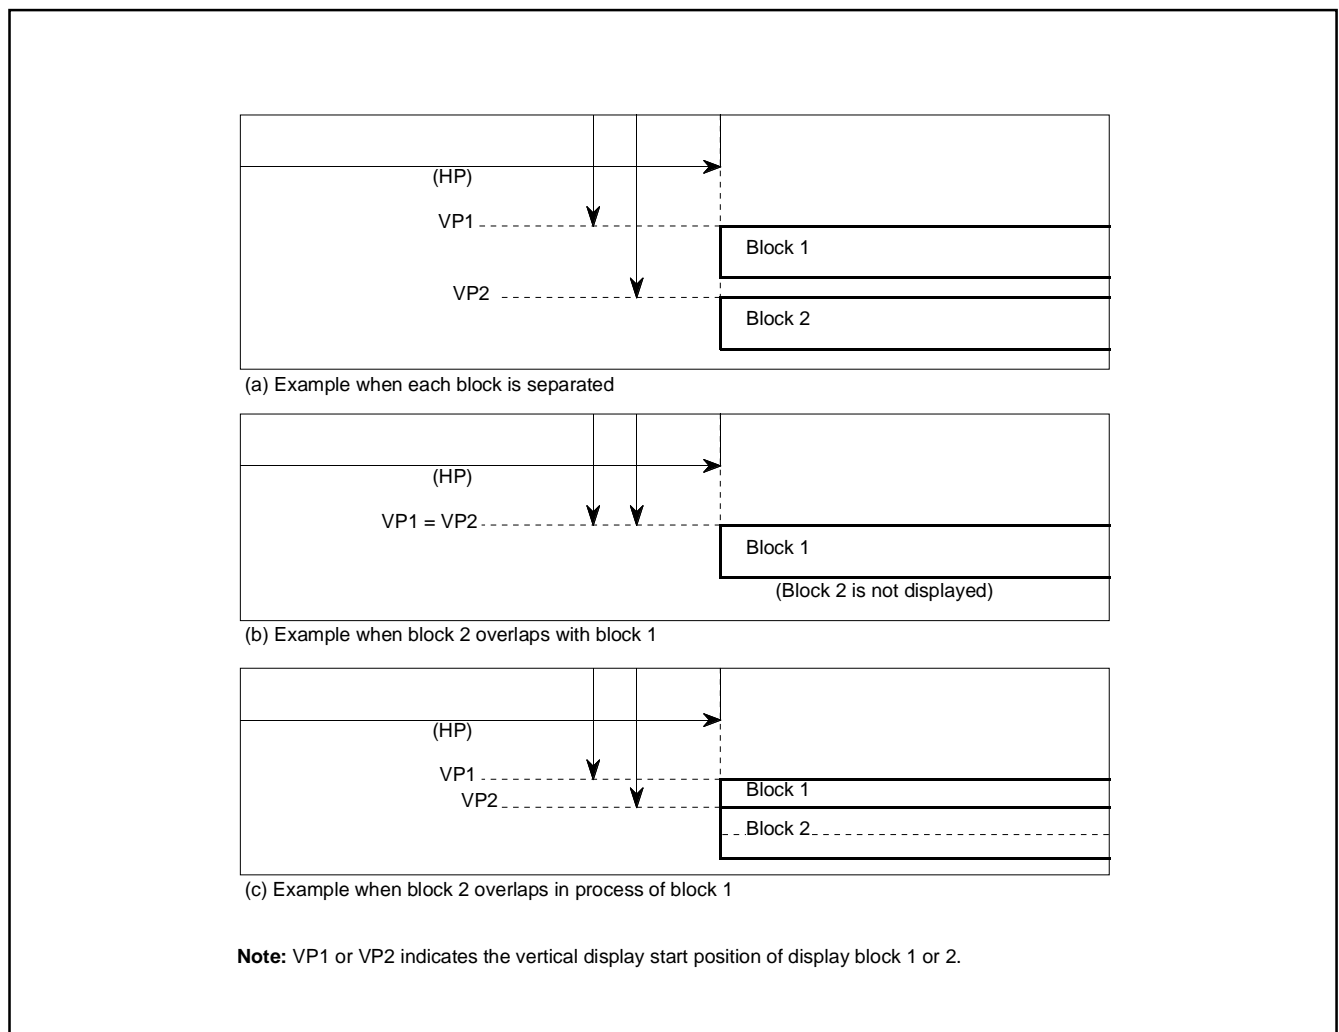 (HP)
VP1
Block 1
VP2
Block 2
(a) Example when each block is separated
(HP)
VP1 = VP2
Block 1
(Block 2 is not displayed)
(b) Example when block 2 overlaps with block 1
(HP)
VP1
Block 1
VP2
Block 2
(c) Example when block 2 overlaps in process of block 1
Note: VP1 or VP2 indicates the vertical display start position of display block 1 or 2.